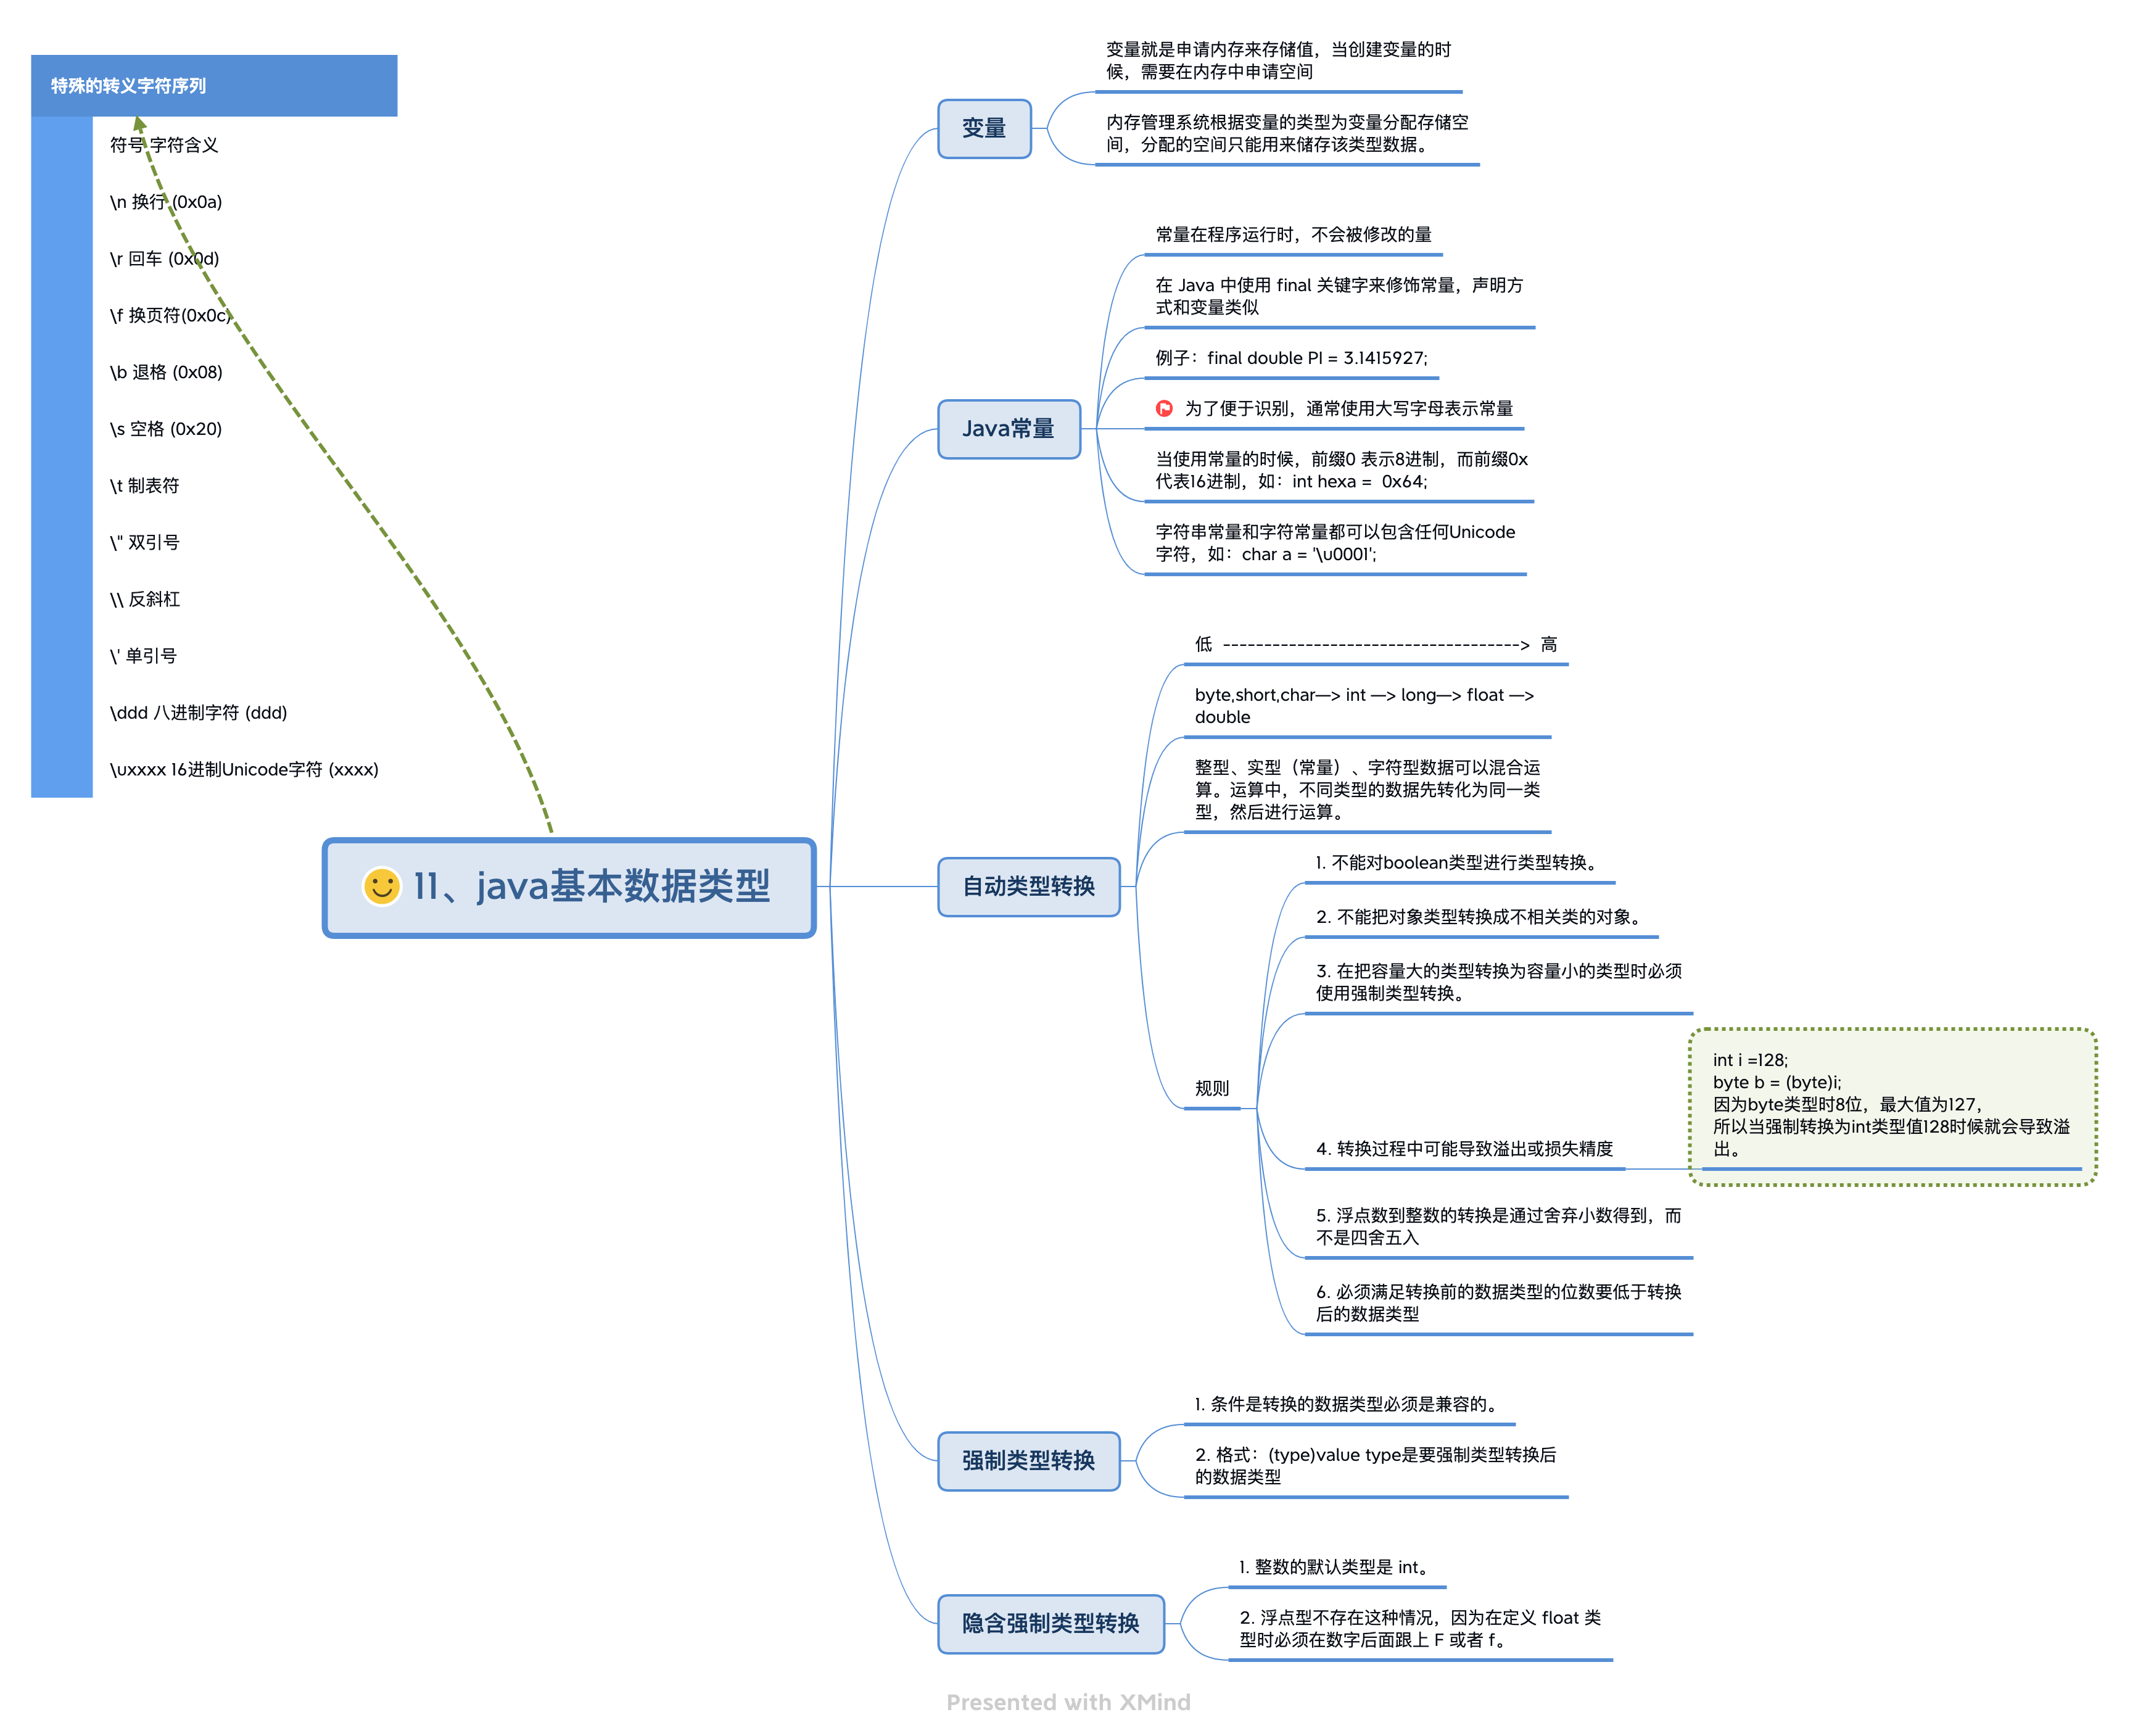 特殊的转义字符序列
符号 字符含义
\n 换行 (0x0a)
\r 回车 (0x0d)
\f 换页符(0x0c)
\b 退格 (0x08)
\s 空格 (0x20)
\t 制表符
\" 双引号
\\ 反斜杠
\' 单引号
\ddd 八进制字符 (ddd)
\uxxxx 16进制Unicode字符 (xxxx)
11、java基本数据类型
变量
变量就是申请内存来存储值，当创建变量的时
候，需要在内存中申请空间
内存管理系统根据变量的类型为变量分配存储空
间，分配的空间只能用来储存该类型数据。
Java常量
常量在程序运行时，不会被修改的量
在 Java 中使用 final 关键字来修饰常量，声明方
式和变量类似
例子：final double PI = 3.1415927;
为了便于识别，通常使用大写字母表示常量
当使用常量的时候，前缀0 表示8进制，而前缀0x
代表16进制，如：int hexa =  0x64;
字符串常量和字符常量都可以包含任何Unicode
字符，如：char a = '\u0001';
自动类型转换
低 ------------------------------------> 高
byte,short,char—> int —> long—> float —>
double
整型、实型（常量）、字符型数据可以混合运
算。运算中，不同类型的数据先转化为同一类
型，然后进行运算。
规则
1. 不能对boolean类型进行类型转换。
2. 不能把对象类型转换成不相关类的对象。
3. 在把容量大的类型转换为容量小的类型时必须
使用强制类型转换。
4. 转换过程中可能导致溢出或损失精度
int i =128;
byte b = (byte)i;
因为byte类型时8位，最大值为127，
所以当强制转换为int类型值128时候就会导致溢
出。
5. 浮点数到整数的转换是通过舍弃小数得到，而
不是四舍五入
6. 必须满足转换前的数据类型的位数要低于转换
后的数据类型
强制类型转换
1. 条件是转换的数据类型必须是兼容的。
2. 格式：(type)value type是要强制类型转换后
的数据类型
隐含强制类型转换
1. 整数的默认类型是 int。
2. 浮点型不存在这种情况，因为在定义 float 类
型时必须在数字后面跟上 F 或者 f。
Presented with XMind